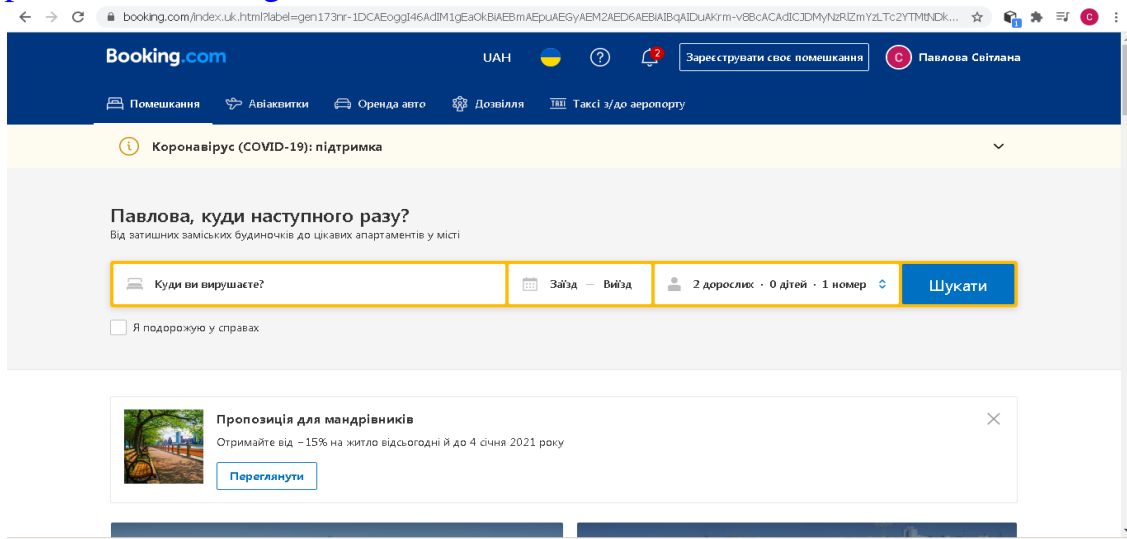 booking.com/index.uk.html?label=gen173nr-1DCAEoggI46AdIM1gEaOkBiAEBmAEpuAEGyAEM2AED6AEBiAIBqAIDuAKrm-v8BcACAdICJDMyNzRlZmYzLTc2YTMtNDk...
C
Booking.com
UAH
2
Зареєструвати своє помешкання
C
Павлова Світлана
Помешкання
Авіаквитки
Оренда авто
Дозвілля
TAXI
Таксі з/до аеропорту
Коронавірус (COVID-19): підтримка
Павлова, куди наступного разу?
Від затишних заміських будиночків до цікавих апартаментів у місті
Куди ви вирушаєте?
Заїзд — Виїзд
2 дорослих · 0 дітей · 1 номер
Шукати
Я подорожую у справах
Пропозиція для мандрівників
Отримайте від −15% на житло відсьогодні й до 4 січня 2021 року
Переглянути